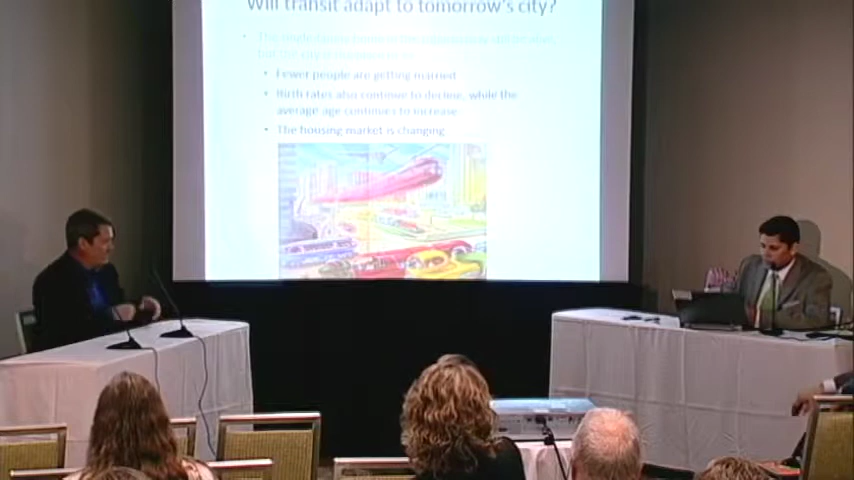 Will transit adapt to tomorrow's city?
• Fewer people are getting married
• Birth rates also continue to decline, while the
average age continues to increase
• The housing market is changing